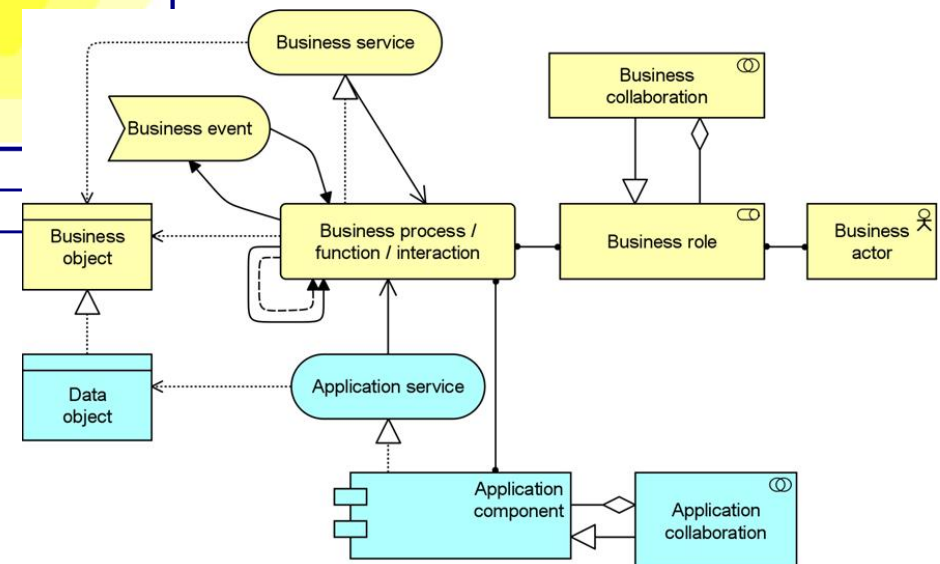 Business service
Business
collaboration
Business event
Business
object
Business process /
function / interaction
Business role
Business
actor
Data
object
Application service
Application
component
Application
collaboration